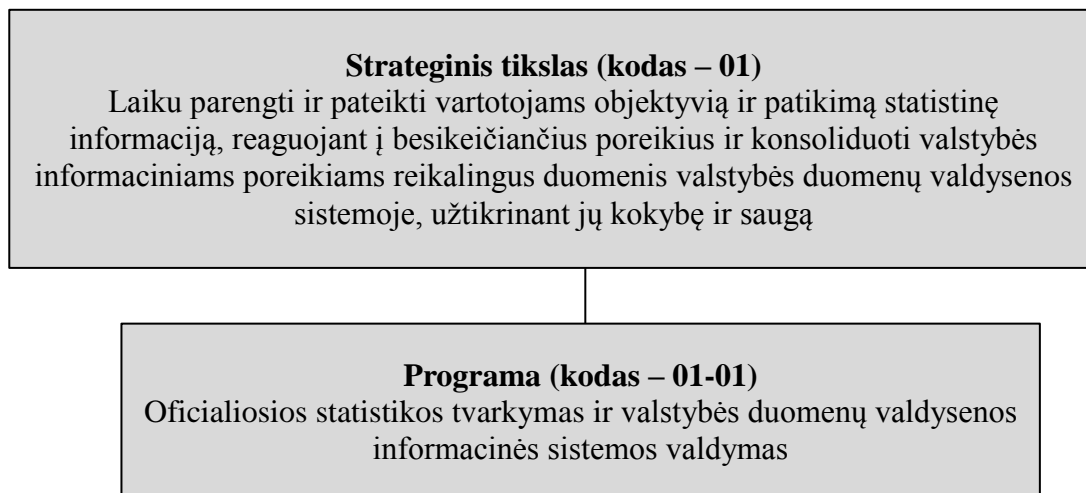 Strateginis tikslas (kodas – 01)
Laiku parengti ir pateikti vartotojams objektyvią ir patikimą statistinę
informaciją, reaguojant į besikeičiančius poreikius ir konsoliduoti valstybės
informaciniams poreikiams reikalingus duomenis valstybės duomenų valdysenos
sistemoje, užtikrinant jų kokybę ir saugą
Programa (kodas – 01-01)
Oficialiosios statistikos tvarkymas ir valstybės duomenų valdysenos
informacinės sistemos valdymas